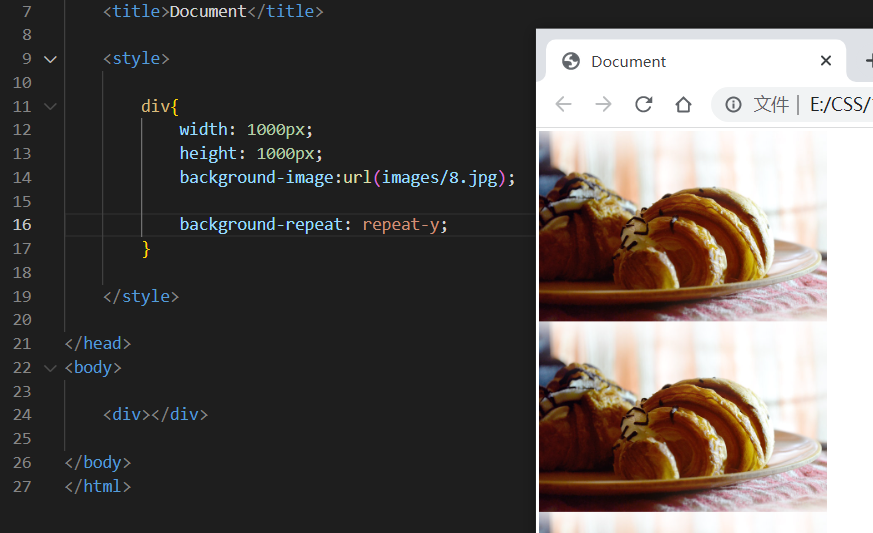 7 <title>Document</title>
8
9 <style>
10
11 div{
12 width: 1000px;
13 height: 1000px;
14 background-image:url(images/8.jpg);
15
16 background-repeat: repeat-y;
17 }
18
19 </style>
20
21 </head>
22 <body>
23
24 <div></div>
25
26 </body>
27 </html>
Document
文件 | E:/CSS/